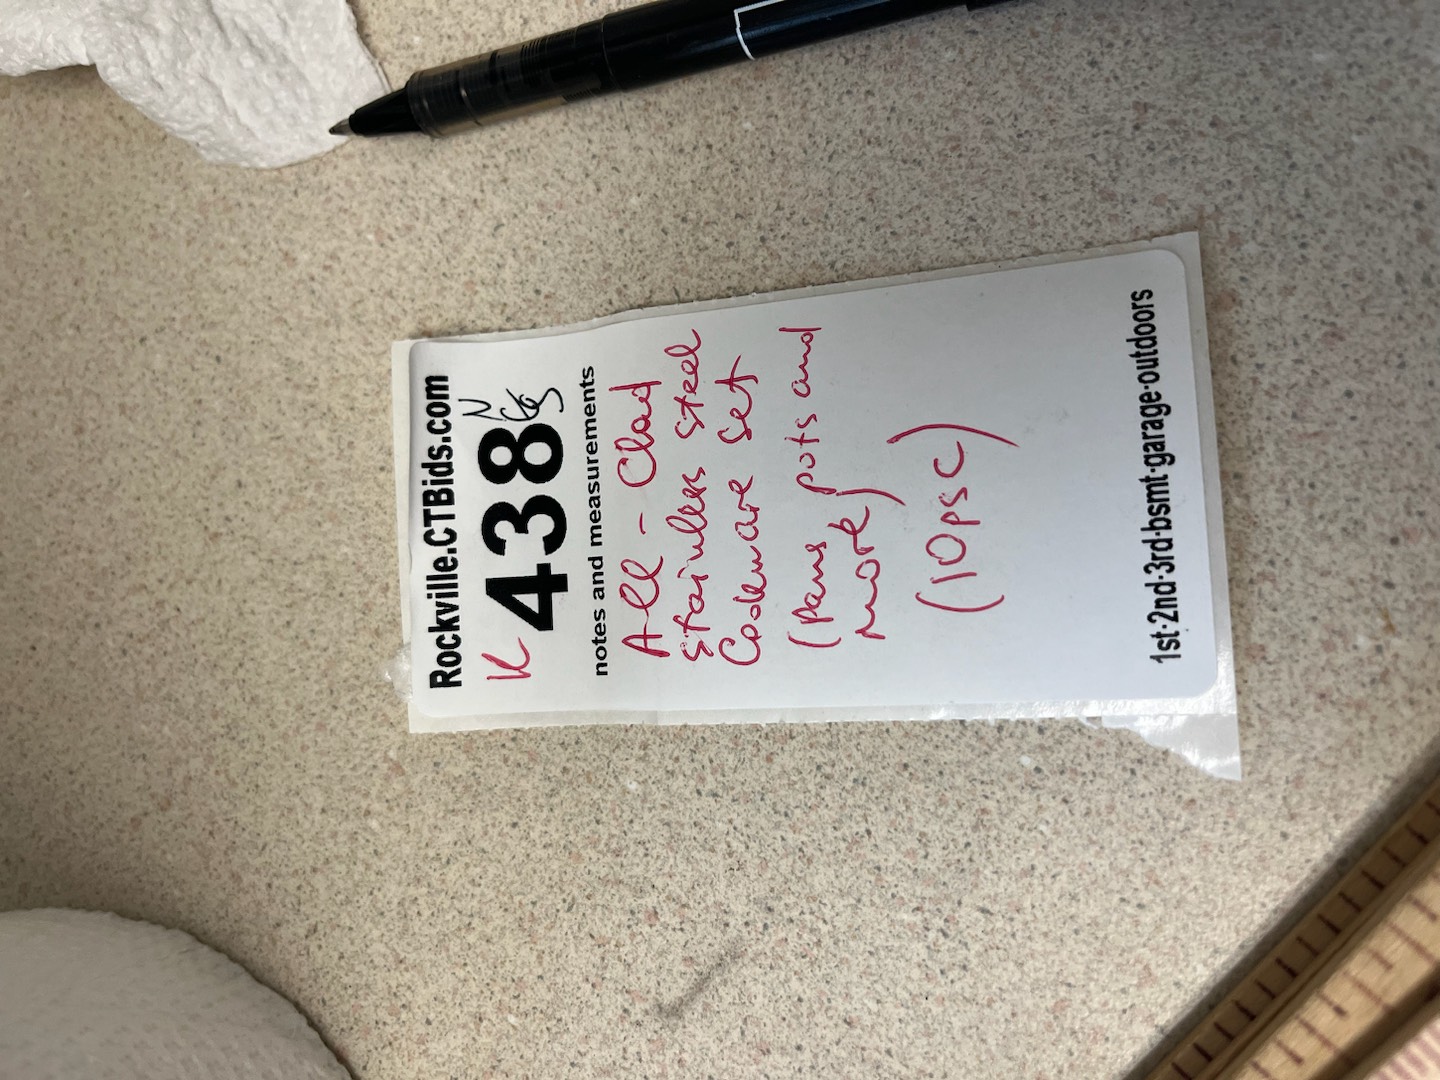 Rockville.CTBids.com
K 438 N
notes and measurements
All - Clad
Stainless Steel
Cookware Set
(pans pots and
more)
(10psc)
1st·2nd·3rd·bsmt·garage·outdoors